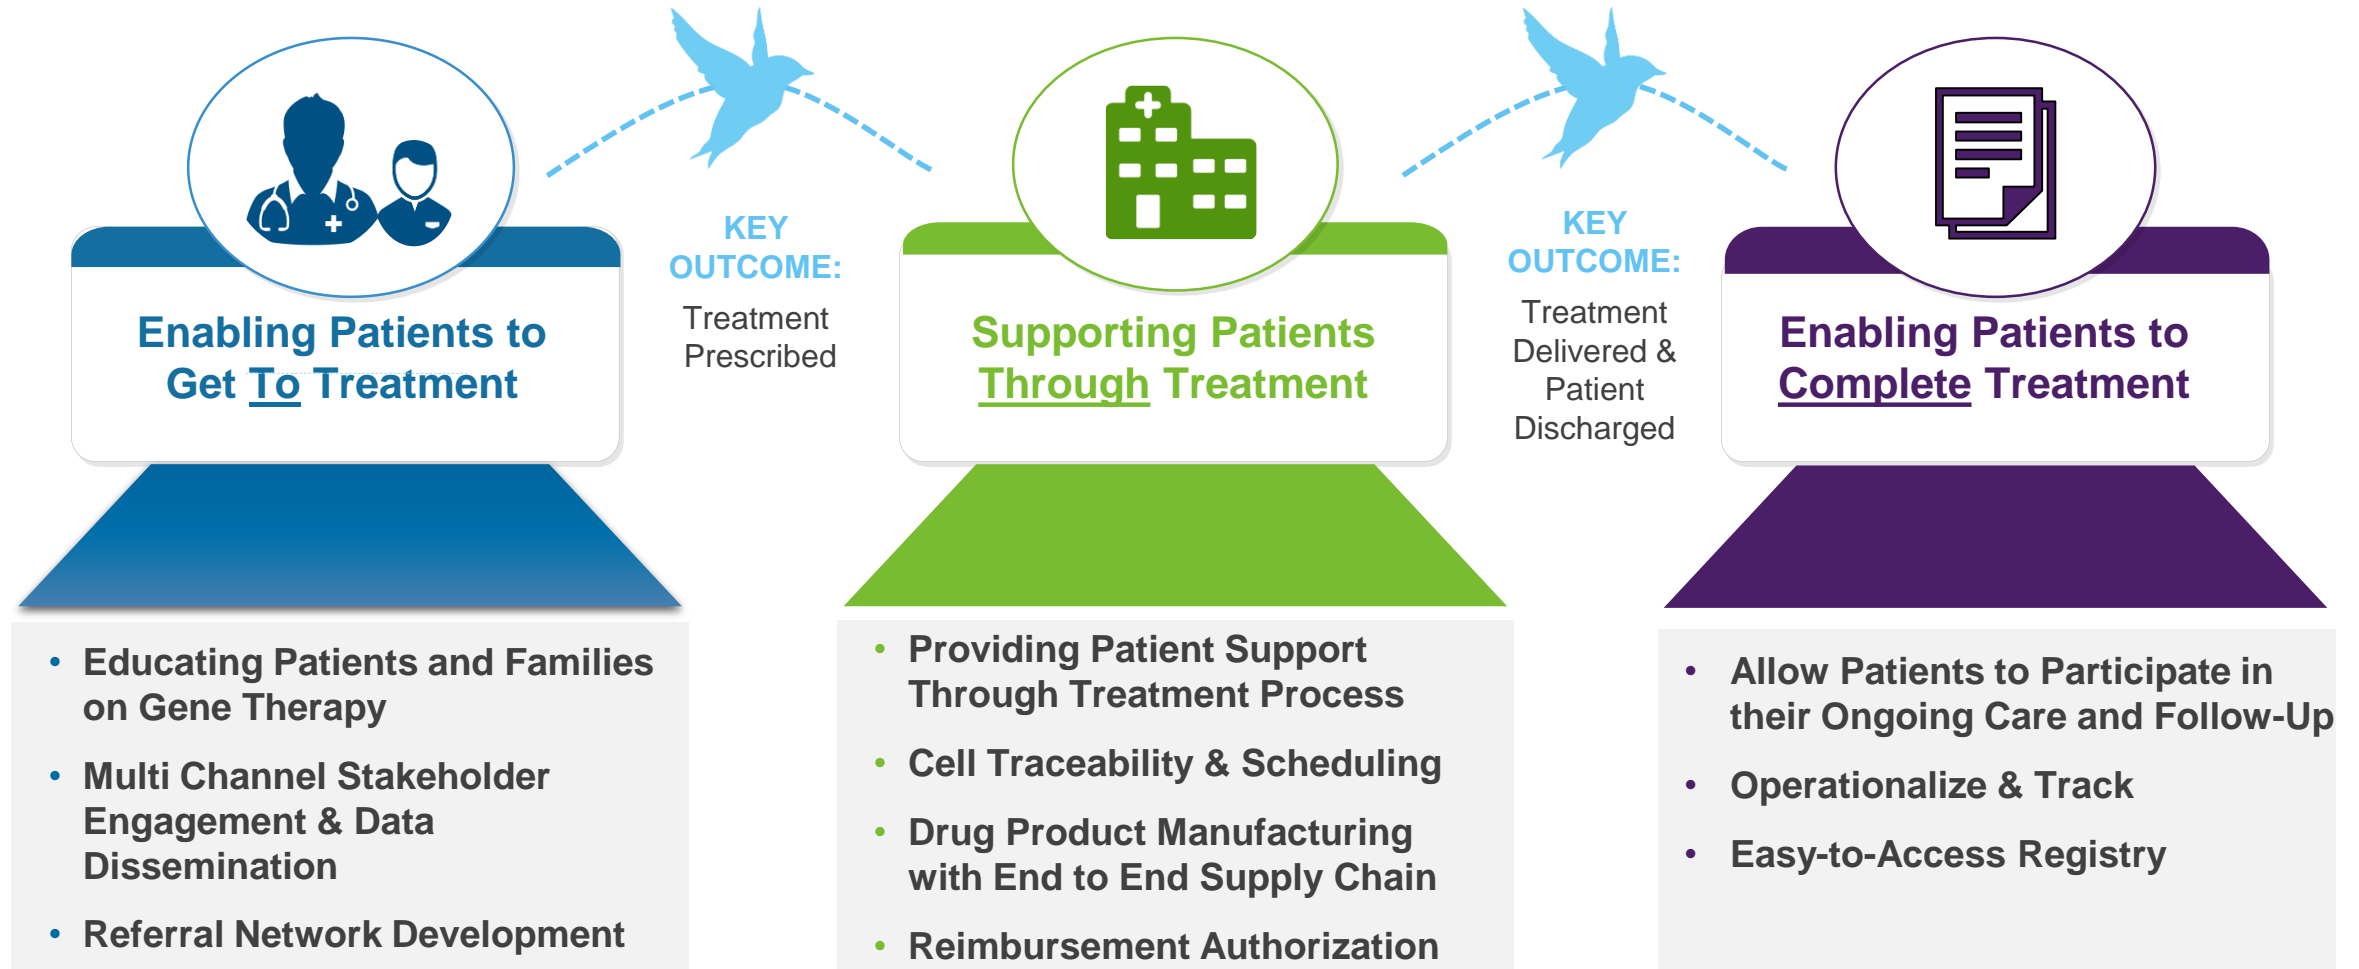 Enabling Patients to
Get To Treatment
KEY
OUTCOME:
Treatment
Prescribed
Supporting Patients
Through Treatment
KEY
OUTCOME:
Treatment
Delivered &
Patient
Discharged
Enabling Patients to
Complete Treatment
• Educating Patients and Families
on Gene Therapy
• Multi Channel Stakeholder
Engagement & Data
Dissemination
• Referral Network Development
• Providing Patient Support
Through Treatment Process
• Cell Traceability & Scheduling
• Drug Product Manufacturing
with End to End Supply Chain
• Reimbursement Authorization
• Allow Patients to Participate in
their Ongoing Care and Follow-Up
• Operationalize & Track
• Easy-to-Access Registry